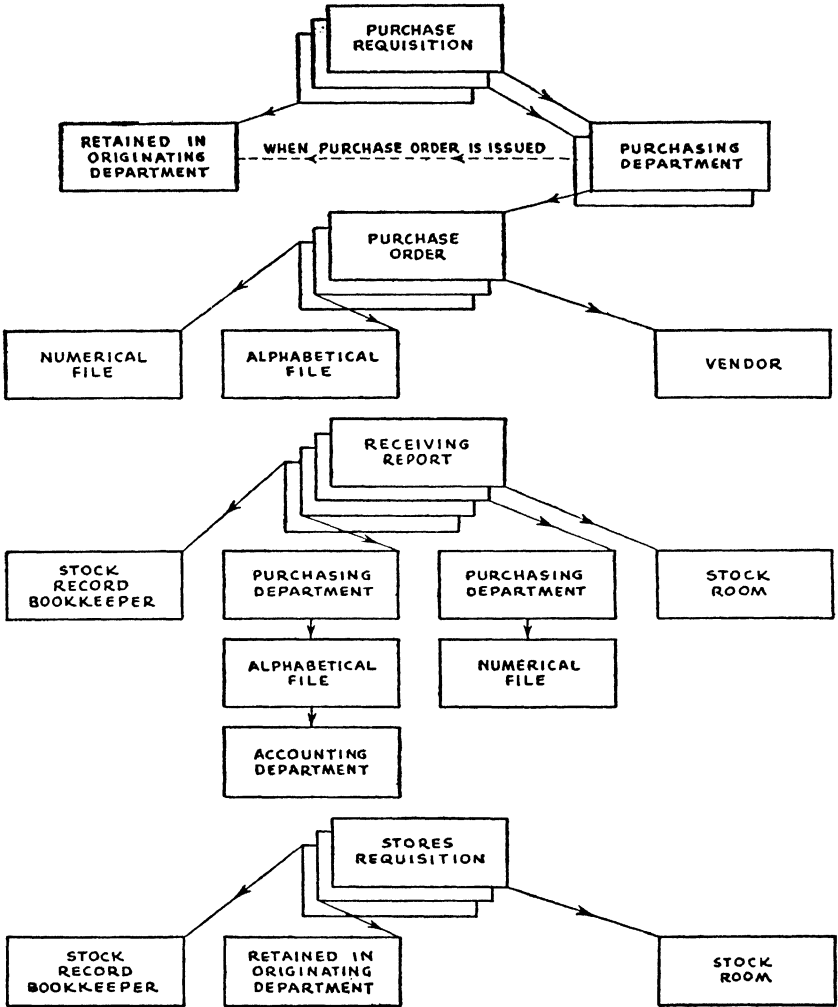 PURCHASE
REQUISITION
RETAINED IN
ORIGINATING
DEPARTMENT
WHEN PURCHASE ORDER IS ISSUED
PURCHASING
DEPARTMENT
PURCHASE
ORDER
NUMERICAL
FILE
ALPHABETICAL
FILE
VENDOR
RECEIVING
REPORT
STOCK
RECORD
BOOKKEEPER
PURCHASING
DEPARTMENT
PURCHASING
DEPARTMENT
STOCK
ROOM
ALPHABETICAL
FILE
NUMERICAL
FILE
ACCOUNTING
DEPARTMENT
STORES
REQUISITION
STOCK
RECORD
BOOKKEEPER
RETAINED IN
ORIGINATING
DEPARTMENT
STOCK
ROOM